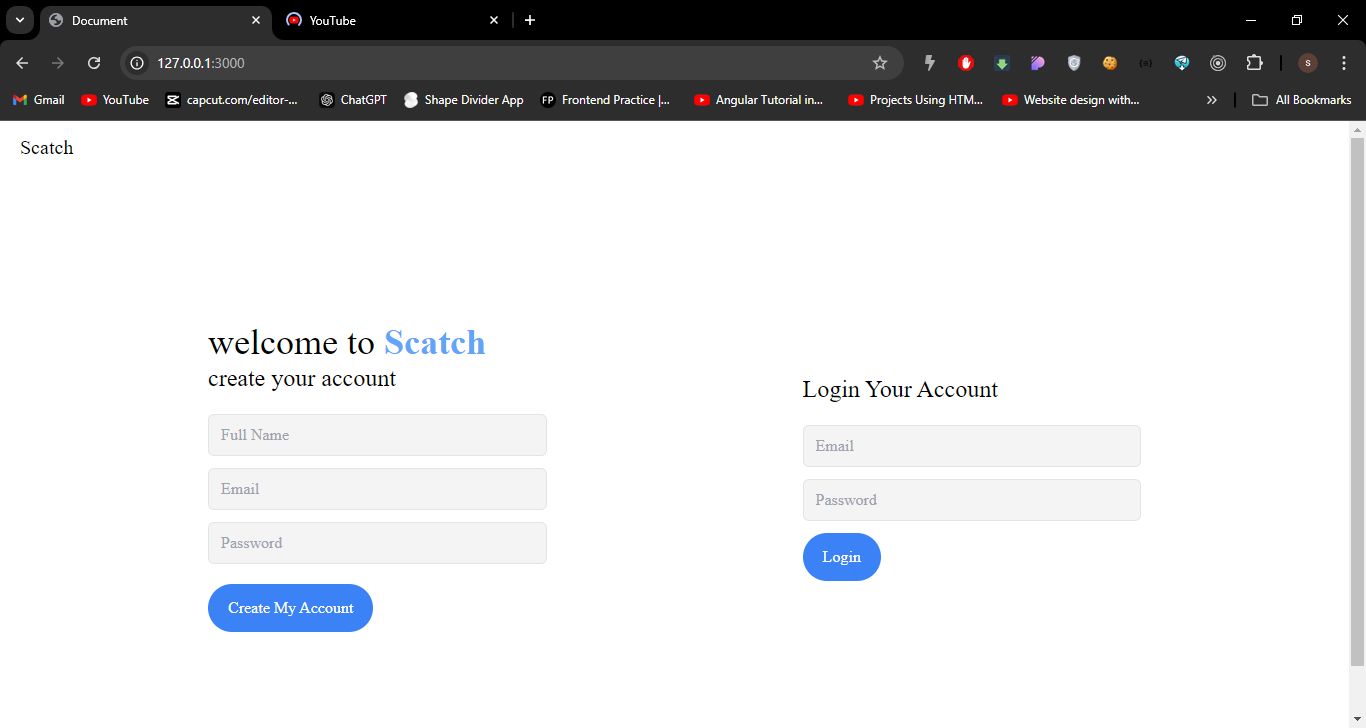 Document
YouTube
127.0.0.1:3000
S
Gmail
YouTube
capcut.com/editor-...
ChatGPT
Shape Divider App
FP Frontend Practice |...
Angular Tutorial in...
Projects Using HTM...
Website design with...
All Bookmarks
Scatch
welcome to Scatch
create your account
Full Name
Email
Password
Create My Account
Login Your Account
Email
Password
Login